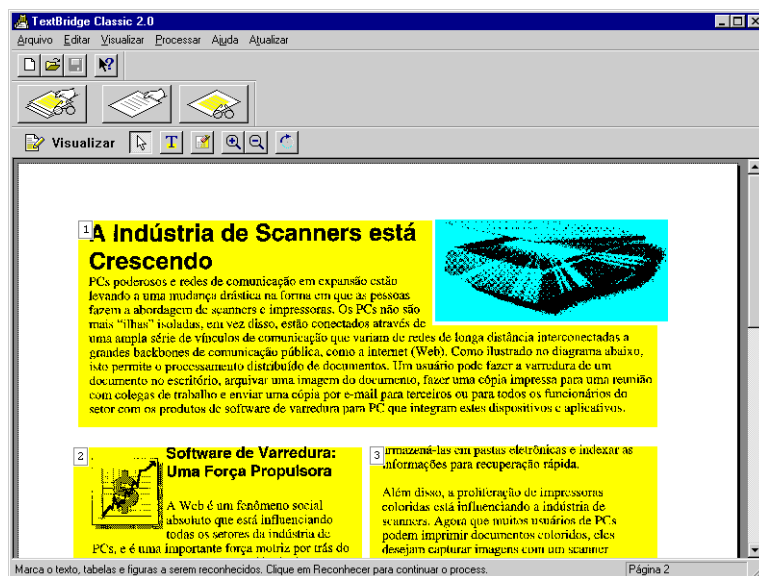 TextBridge Classic 2.0
Arquivo Editar Visualizar Processar Ajuda Atualizar
Visualizar
1
A Indústria de Scanners está
Crescendo
PCs poderosos e redes de comunicação em expansão estão
levando a uma mudança drástica na forma em que as pessoas
fazem a abordagem de scanners e impressoras. Os PCs não são
mais “ilhas” isoladas, em vez disso, estão conectados através de
uma ampla série de vínculos de comunicação que variam de redes de longa distância interconectadas a
grandes backbones de comunicação pública, como a internet (Web). Como ilustrado no diagrama abaixo,
isto permite o processamento distribuído de documentos. Um usuário pode fazer a varredura de um
documento no escritório, arquivar uma imagem do documento, fazer uma cópia impressa para uma reunião
com colegas de trabalho e enviar uma cópia por e-mail para terceiros ou para todos os funcionários do
setor com os produtos de software de varredura para PC que integram estes dispositivos e aplicativos.
2
Software de Varredura:
Uma Força Propulsora
A Web é um fenômeno social
absoluto que está influenciando
todas os setores da indústria de
PCs, e é uma importante força motriz por trás do
3
armazená-las em pastas eletrônicas e indexar as
informações para recuperação rápida.
Além disso, a proliferação de impressoras
coloridas está influenciando a indústria de
scanners. Agora que muitos usuários de PCs
podem imprimir documentos coloridos, eles
desejam capturar imagens com um scanner
Marca o texto, tabelas e figuras a serem reconhecidos. Clique em Reconhecer para continuar o process.
Página 2